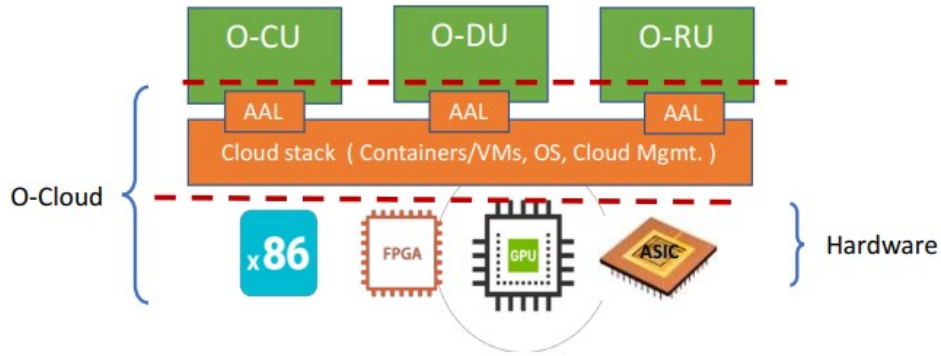 O-CU
O-DU
O-RU
AAL
AAL
AAL
Cloud stack ( Containers/VMs, OS, Cloud Mgmt. )
O-Cloud
x86
FPGA
GPU
ASIC
Hardware